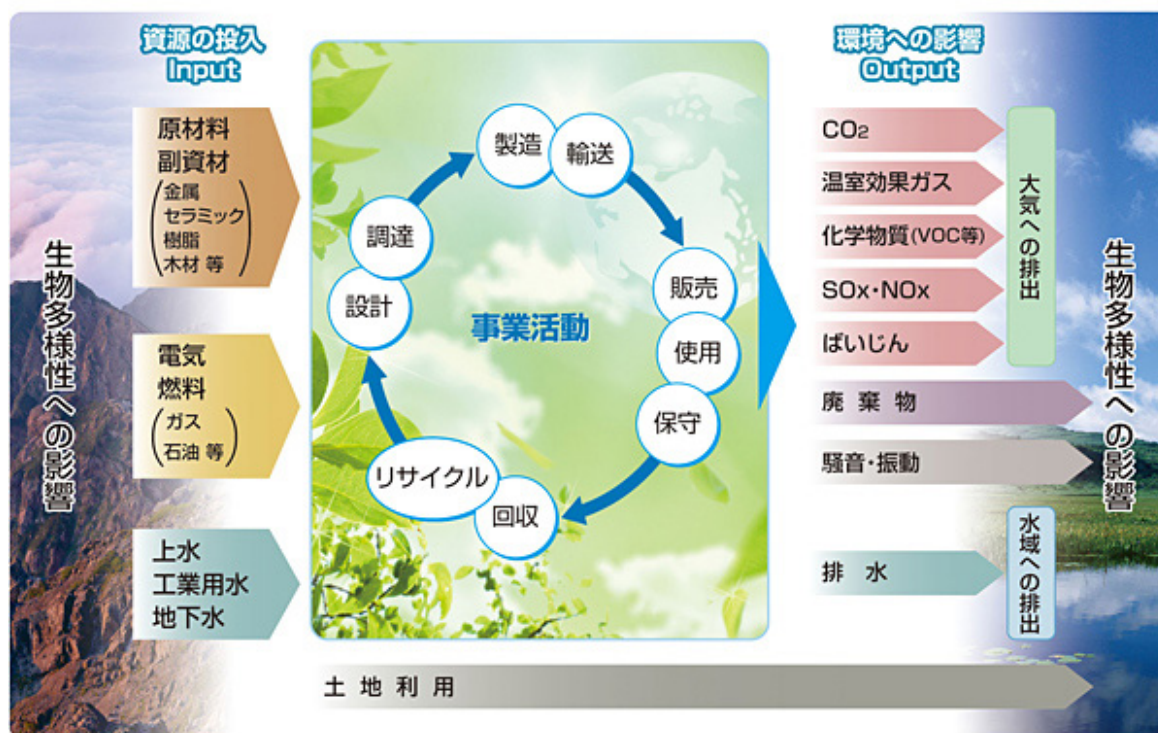 生物多様性への影響
資源の投入
Input
原材料
副資材
(金属
セラミック
樹脂
木材 等)
電気
燃料
(ガス
石油 等)
上水
工業用水
地下水
製造
輸送
調達
設計
販売
使用
保守
事業活動
リサイクル
回収
環境への影響
Output
CO₂
温室効果ガス
化学物質(VOC等)
SOx・NOx
ばいじん
大気への排出
廃棄物
騒音・振動
排水
水域への排出
土地利用
生物多様性への影響